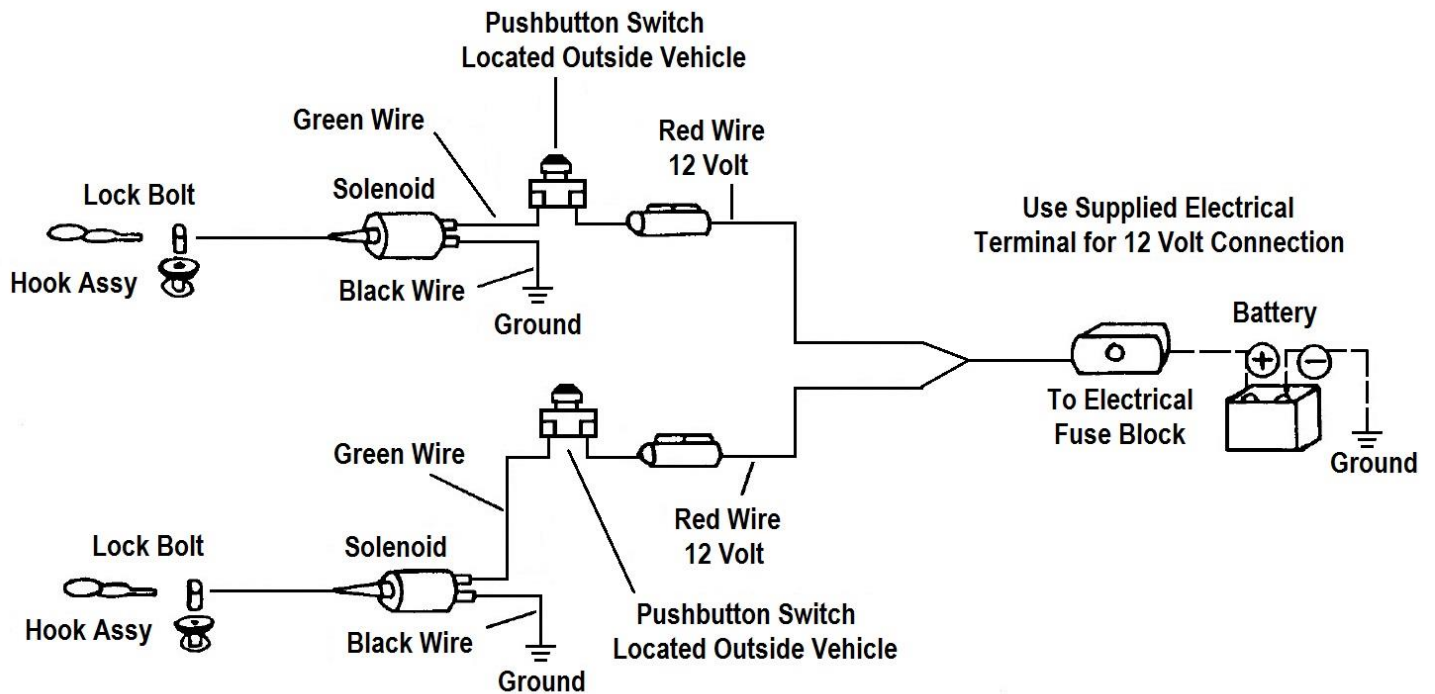 Pushbutton Switch
Located Outside Vehicle
Green Wire
Red Wire
12 Volt
Lock Bolt
Solenoid
Use Supplied Electrical
Terminal for 12 Volt Connection
Hook Assy
Black Wire
Ground
Battery
+
−
To Electrical
Fuse Block
Ground
Green Wire
Red Wire
12 Volt
Lock Bolt
Solenoid
Pushbutton Switch
Located Outside Vehicle
Hook Assy
Black Wire
Ground